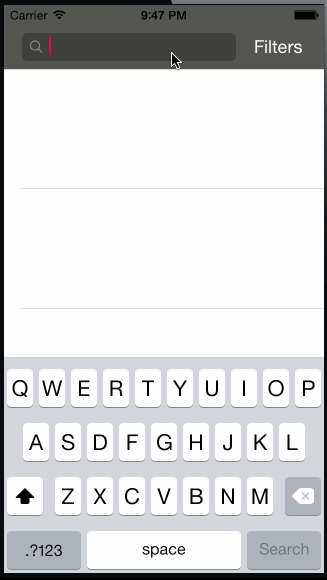 Carrier 9:47 PM
Filters
Q W E R T Y U I O P
A S D F G H J K L
Z X C V B N M
.?123 space Search